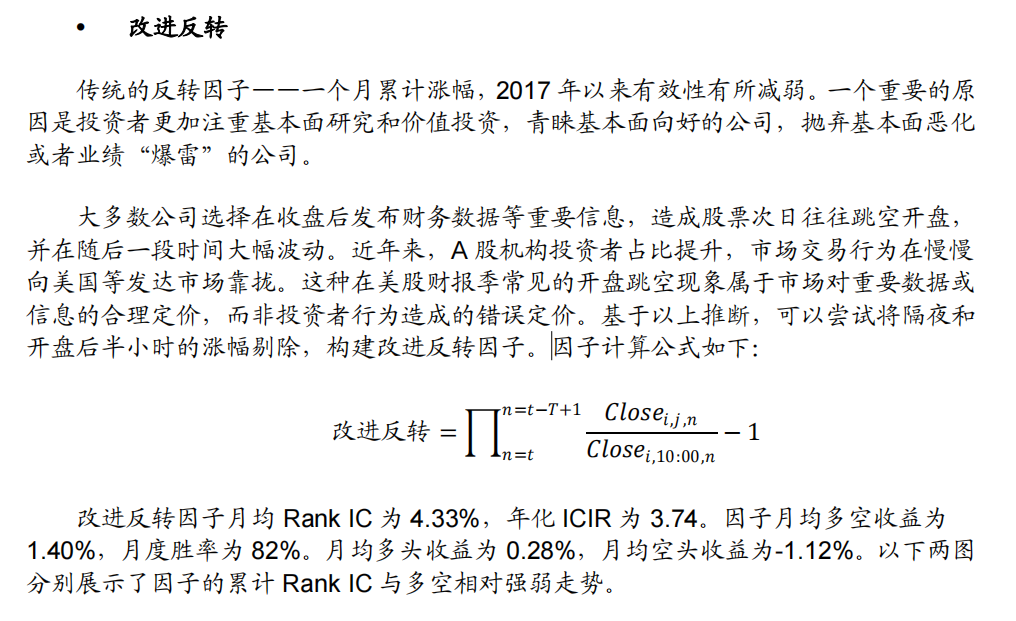 • 改进反转
传统的反转因子——一个月累计涨幅，2017 年以来有效性有所减弱。一个重要的原
因是投资者更加注重基本面研究和价值投资，青睐基本面向好的公司，抛弃基本面恶化
或者业绩“爆雷”的公司。
大多数公司选择在收盘后发布财务数据等重要信息，造成股票次日往往跳空开盘，
并在随后一段时间大幅波动。近年来，A 股机构投资者占比提升，市场交易行为在慢慢
向美国等发达市场靠拢。这种在美股财报季常见的开盘跳空现象属于市场对重要数据或
信息的合理定价，而非投资者行为造成的错误定价。基于以上推断，可以尝试将隔夜和
开盘后半小时的涨幅剔除，构建改进反转因子。因子计算公式如下：
改进反转 = ∏_{n=t}^{n=t−T+1} Close_{i,j,n} / Close_{i,10:00,n} − 1
改进反转因子月均 Rank IC 为 4.33%，年化 ICIR 为 3.74。因子月均多空收益为
1.40%，月度胜率为 82%。月均多头收益为 0.28%，月均空头收益为-1.12%。以下两图
分别展示了因子的累计 Rank IC 与多空相对强弱走势。